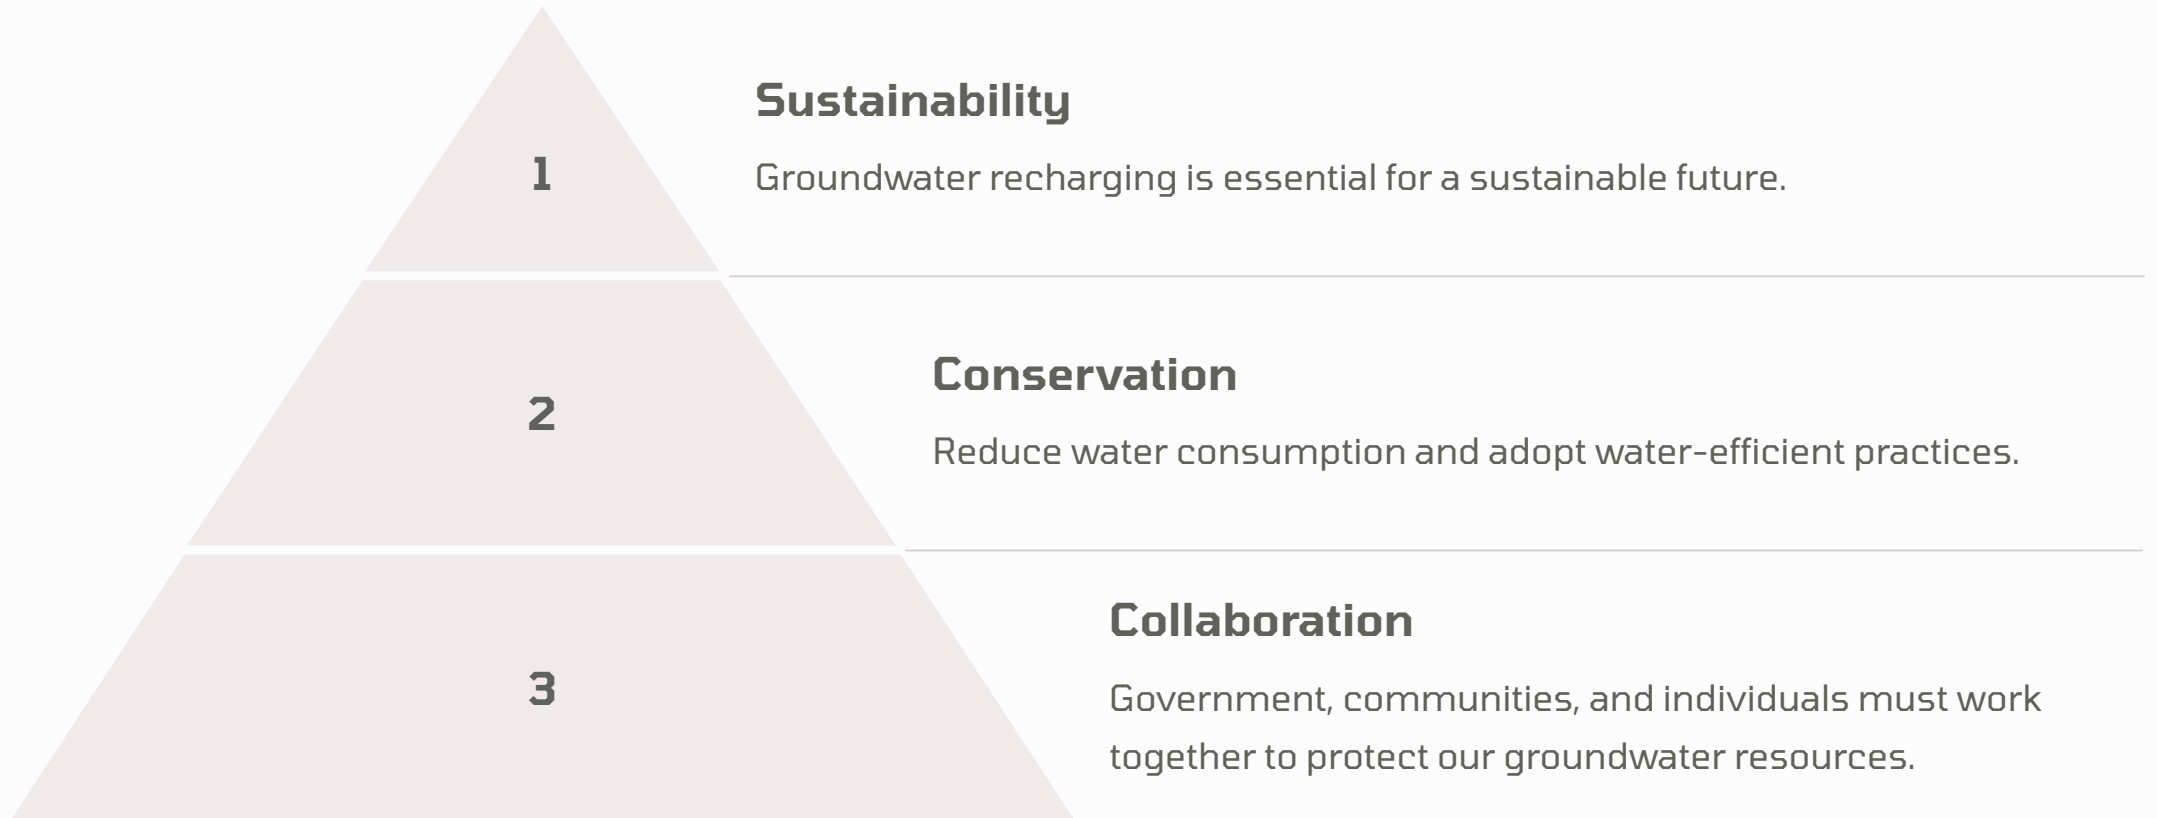 1
Sustainability
Groundwater recharging is essential for a sustainable future.
2
Conservation
Reduce water consumption and adopt water-efficient practices.
3
Collaboration
Government, communities, and individuals must work
together to protect our groundwater resources.